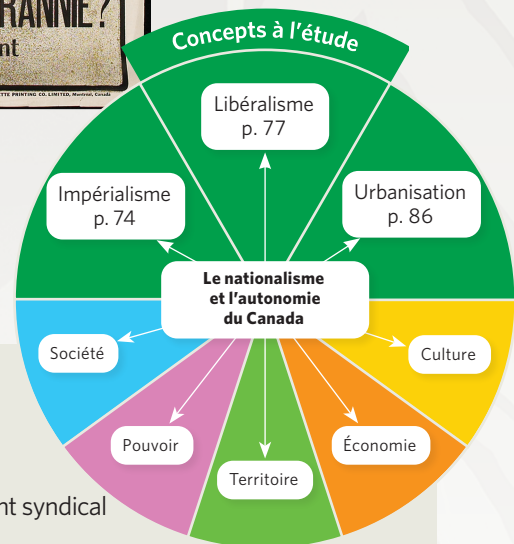 RANNIE?
nt
TTE PRINTING CO. LIMITED, Montréal, Canada
Concepts à l'étude
Libéralisme
p. 77
Impérialisme
p. 74
Urbanisation
p. 86
Le nationalisme
et l'autonomie
du Canada
Société
Culture
Pouvoir
Économie
Territoire
nt syndical